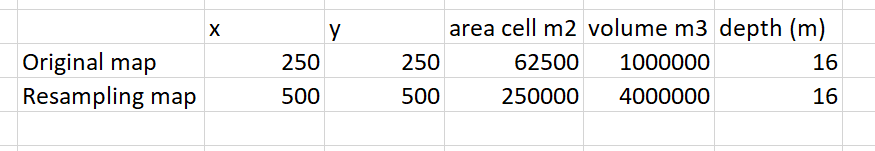 x y area cell m2 volume m3 depth (m)
Original map 250 250 62500 1000000 16
Resampling map 500 500 250000 4000000 16